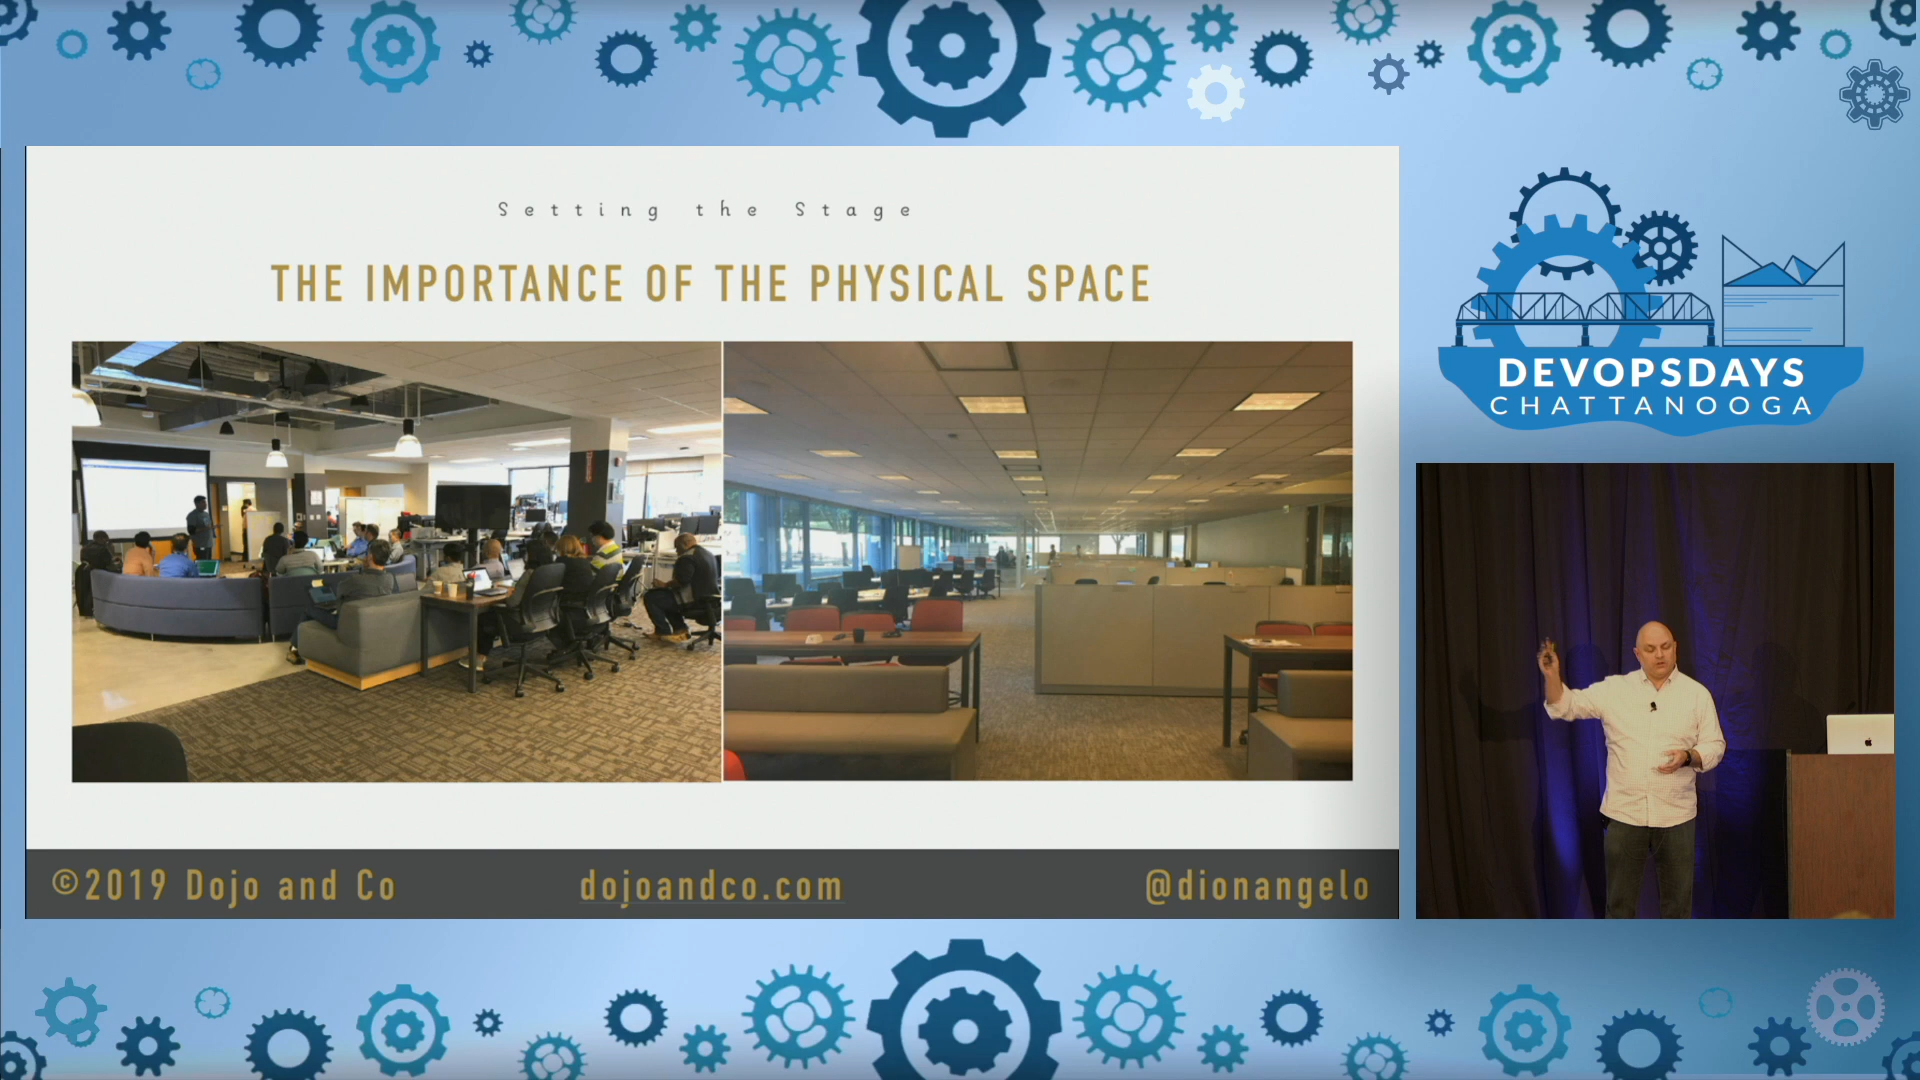 Setting the Stage
THE IMPORTANCE OF THE PHYSICAL SPACE
©2019 Dojo and Co
dojoandco.com
@dionangelo
DEVOPSDAYS
CHATTANOOGA